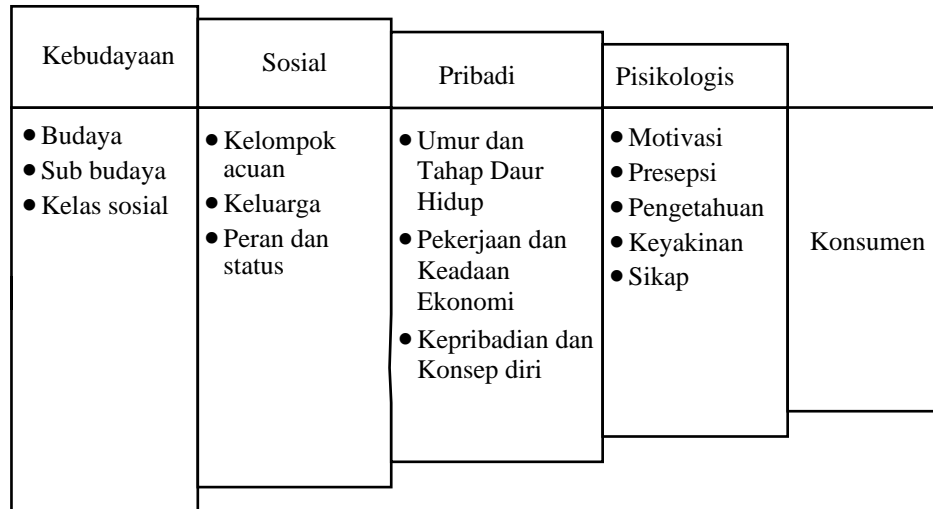 Kebudayaan
● Budaya
● Sub budaya
● Kelas sosial
Sosial
● Kelompok
acuan
● Keluarga
● Peran dan
status
Pribadi
● Umur dan
Tahap Daur
Hidup
● Pekerjaan dan
Keadaan
Ekonomi
● Kepribadian dan
Konsep diri
Pisikologis
● Motivasi
● Presepsi
● Pengetahuan
● Keyakinan
● Sikap
Konsumen